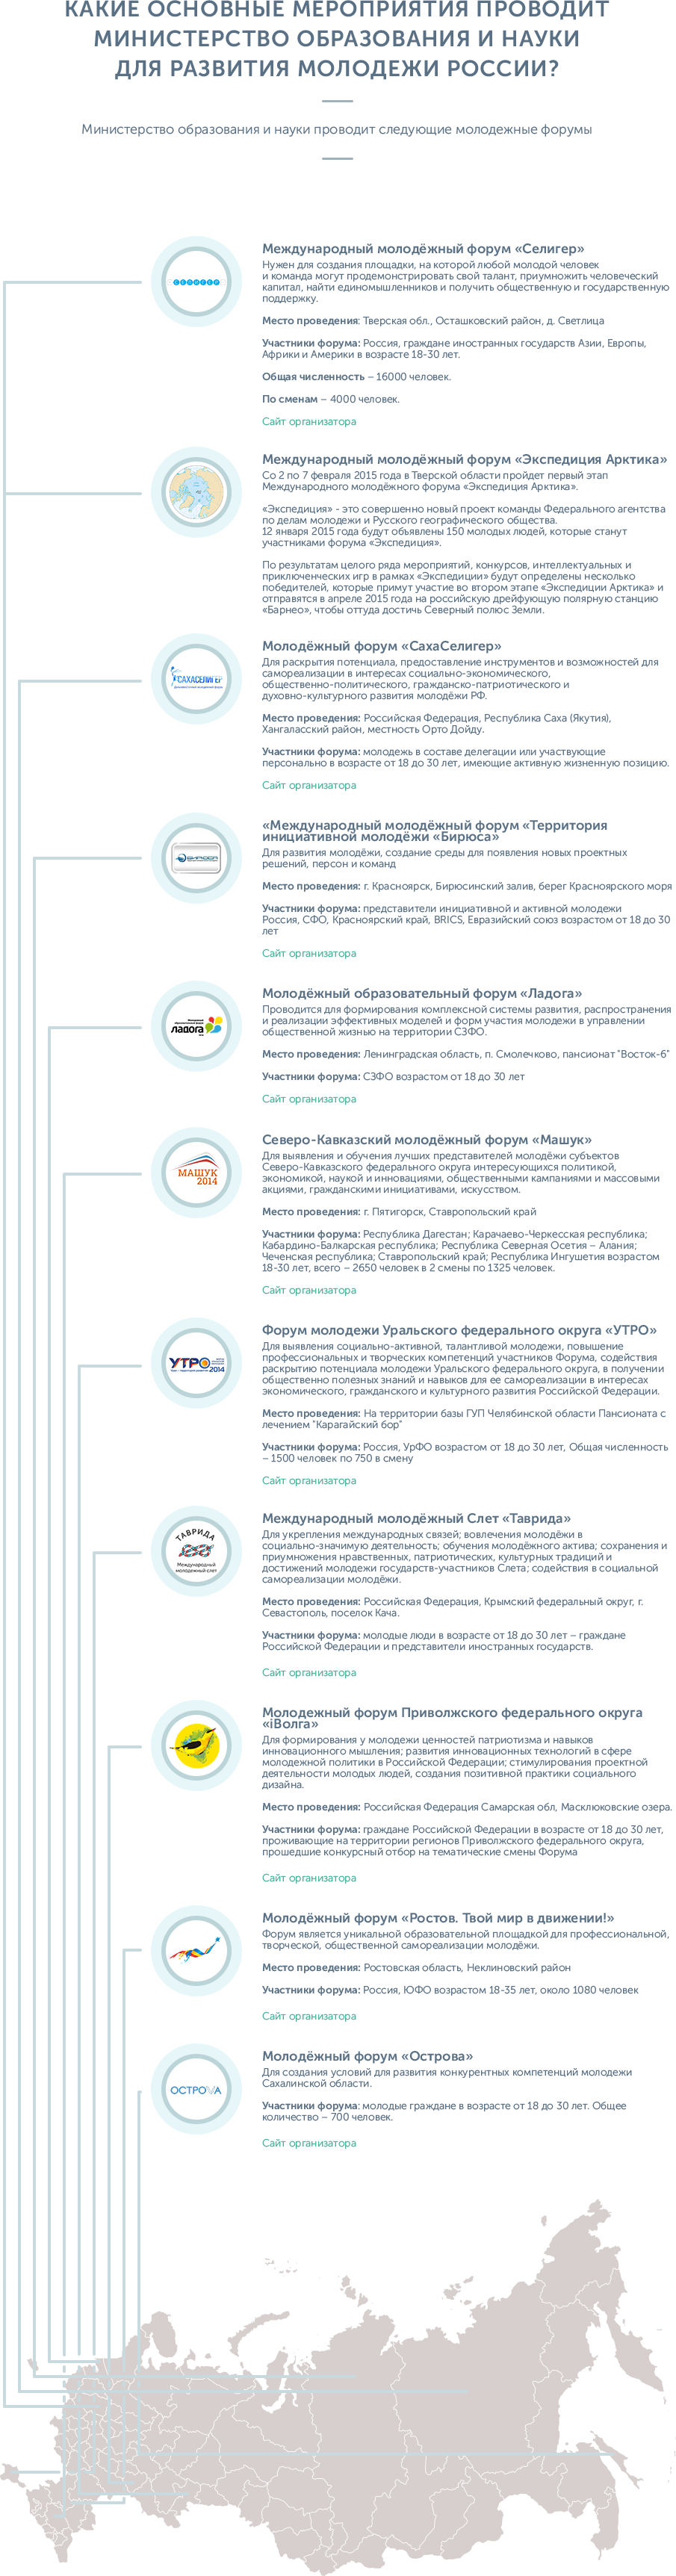 КАКИЕ ОСНОВНЫЕ МЕРОПРИЯТИЯ ПРОВОДИТ
МИНИСТЕРСТВО ОБРАЗОВАНИЯ И НАУКИ
ДЛЯ РАЗВИТИЯ МОЛОДЕЖИ РОССИИ?
Министерство образования и науки проводит следующие молодежные форумы
СЕЛИГЕР
Международный молодёжный форум «Селигер»
Нужен для создания площадки, на которой любой молодой человек
и команда могут продемонстрировать свой талант, приумножить человеческий
капитал, найти единомышленников и получить общественную и государственную
поддержку.
Место проведения: Тверская обл., Осташковский район, д. Светлица
Участники форума: Россия, граждане иностранных государств Азии, Европы,
Африки и Америки в возрасте 18-30 лет.
Общая численность – 16000 человек.
По сменам – 4000 человек.
Сайт организатора
Международный молодёжный форум «Экспедиция Арктика»
Со 2 по 7 февраля 2015 года в Тверской области пройдет первый этап
Международного молодёжного форума «Экспедиция Арктика».
«Экспедиция» - это совершенно новый проект команды Федерального агентства
по делам молодежи и Русского географического общества.
12 января 2015 года будут объявлены 150 молодых людей, которые станут
участниками форума «Экспедиция».
По результатам целого ряда мероприятий, конкурсов, интеллектуальных и
приключенческих игр в рамках «Экспедиции» будут определены несколько
победителей, которые примут участие во втором этапе «Экспедиции Арктика» и
отправятся в апреле 2015 года на российскую дрейфующую полярную станцию
«Барнео», чтобы оттуда достичь Северный полюс Земли.
САХАСЕЛИГЕР
Молодёжный форум «СахаСелигер»
Для раскрытия потенциала, предоставление инструментов и возможностей для
самореализации в интересах социально-экономического,
общественно-политического, гражданско-патриотического и
духовно-культурного развития молодёжи РФ.
Место проведения: Российская Федерация, Республика Саха (Якутия),
Хангаласский район, местность Орто Дойду.
Участники форума: молодежь в составе делегации или участвующие
персонально в возрасте от 18 до 30 лет, имеющие активную жизненную позицию.
Сайт организатора
БИРЮСА
«Международный молодёжный форум «Территория
инициативной молодёжи «Бирюса»
Для развития молодёжи, создание среды для появления новых проектных
решений, персон и команд
Место проведения: г. Красноярск, Бирюсинский залив, берег Красноярского моря
Участники форума: представители инициативной и активной молодежи
Россия, СФО, Красноярский край, BRICS, Евразийский союз возрастом от 18 до 30
лет
Сайт организатора
ладога
Молодёжный образовательный форум «Ладога»
Проводится для формирования комплексной системы развития, распространения
и реализации эффективных моделей и форм участия молодежи в управлении
общественной жизнью на территории СЗФО.
Место проведения: Ленинградская область, п. Смолечково, пансионат "Восток-6"
Участники форума: СЗФО возрастом от 18 до 30 лет
Сайт организатора
МАШУК
2014
Северо-Кавказский молодёжный форум «Машук»
Для выявления и обучения лучших представителей молодёжи субъектов
Северо-Кавказского федерального округа интересующихся политикой,
экономикой, наукой и инновациями, общественными кампаниями и массовыми
акциями, гражданскими инициативами, искусством.
Место проведения: г. Пятигорск, Ставропольский край
Участники форума: Республика Дагестан; Карачаево-Черкесская республика;
Кабардино-Балкарская республика; Республика Северная Осетия – Алания;
Чеченская республика; Ставропольский край; Республика Ингушетия возрастом
18-30 лет, всего – 2650 человек в 2 смены по 1325 человек.
Сайт организатора
УТРО
2014
Форум молодежи Уральского федерального округа «УТРО»
Для выявления социально-активной, талантливой молодежи, повышение
профессиональных и творческих компетенций участников Форума, содействия
раскрытию потенциала молодежи Уральского федерального округа, в получении
общественно полезных знаний и навыков для ее самореализации в интересах
экономического, гражданского и культурного развития Российской Федерации.
Место проведения: На территории базы ГУП Челябинской области Пансионата с
лечением "Карагайский бор"
Участники форума: Россия, УрФО возрастом от 18 до 30 лет, Общая численность
– 1500 человек по 750 в смену
Сайт организатора
ТАВРИДА
Международный
молодежный слет
Международный молодёжный Слет «Таврида»
Для укрепления международных связей; вовлечения молодёжи в
социально-значимую деятельность; обучения молодёжного актива; сохранения и
приумножения нравственных, патриотических, культурных традиций и
достижений молодежи государств-участников Слета; содействия в социальной
самореализации молодёжи.
Место проведения: Российская Федерация, Крымский федеральный округ, г.
Севастополь, поселок Кача.
Участники форума: молодые люди в возрасте от 18 до 30 лет – граждане
Российской Федерации и представители иностранных государств.
Сайт организатора
Молодежный форум Приволжского федерального округа
«iВолга»
Для формирования у молодежи ценностей патриотизма и навыков
инновационного мышления; развития инновационных технологий в сфере
молодежной политики в Российской Федерации; стимулирования проектной
деятельности молодых людей, создания позитивной практики социального
дизайна.
Место проведения: Российская Федерация Самарская обл, Масклюковские озера.
Участники форума: граждане Российской Федерации в возрасте от 18 до 30 лет,
проживающие на территории регионов Приволжского федерального округа,
прошедшие конкурсный отбор на тематические смены Форума
Сайт организатора
Молодёжный форум «Ростов. Твой мир в движении!»
Форум является уникальной образовательной площадкой для профессиональной,
творческой, общественной самореализации молодёжи.
Место проведения: Ростовская область, Неклиновский район
Участники форума: Россия, ЮФО возрастом 18-35 лет, около 1080 человек
Сайт организатора
ОСТРОVА
Молодёжный форум «Острова»
Для создания условий для развития конкурентных компетенций молодежи
Сахалинской области.
Участники форума: молодые граждане в возрасте от 18 до 30 лет. Общее
количество – 700 человек.
Сайт организатора